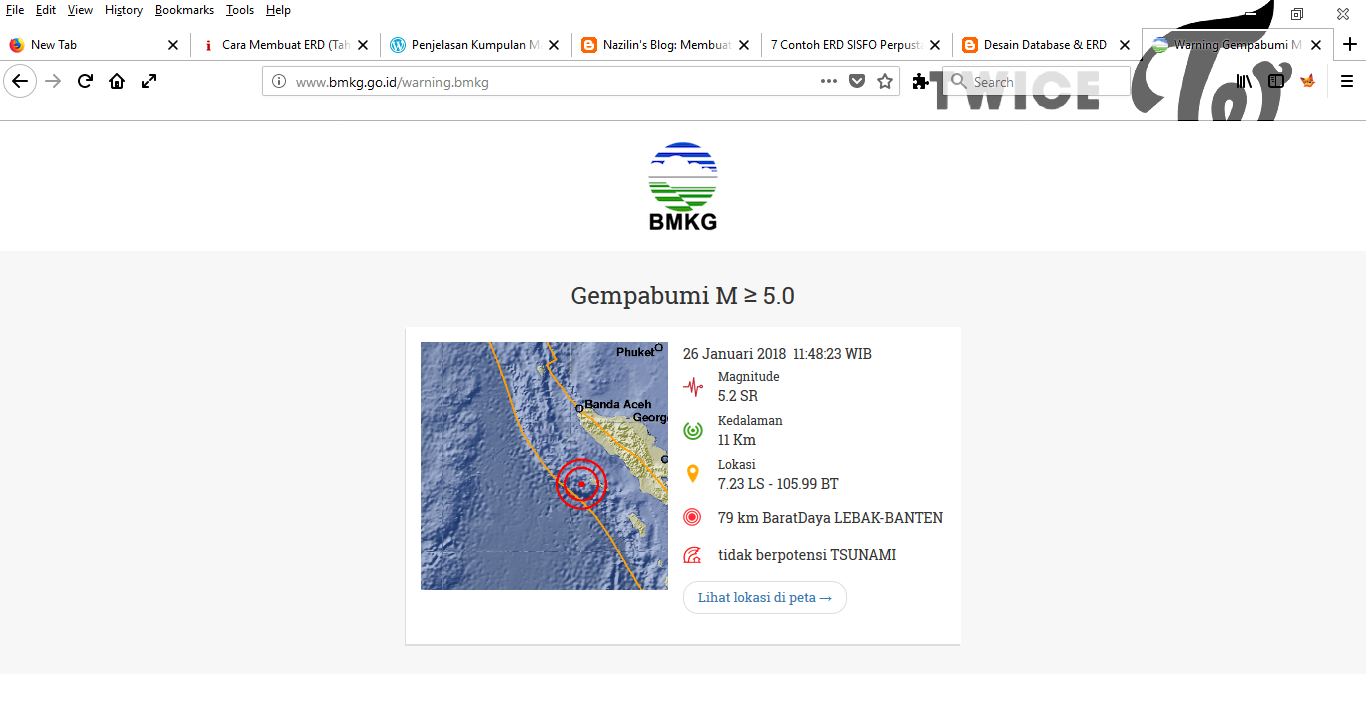 File Edit View History Bookmarks Tools Help
New Tab
Cara Membuat ERD (Tah
Penjelasan Kumpulan M
Nazilin's Blog: Membuat
7 Contoh ERD SISFO Perpust
Desain Database & ERD
Warning Gempabumi M
www.bmkg.go.id/warning.bmkg
Search
TWICE
BMKG
Gempabumi M ≥ 5.0
Phuket
Banda Aceh
George
26 Januari 2018 11:48:23 WIB
Magnitude
5.2 SR
Kedalaman
11 Km
Lokasi
7.23 LS - 105.99 BT
79 km BaratDaya LEBAK-BANTEN
tidak berpotensi TSUNAMI
Lihat lokasi di peta →